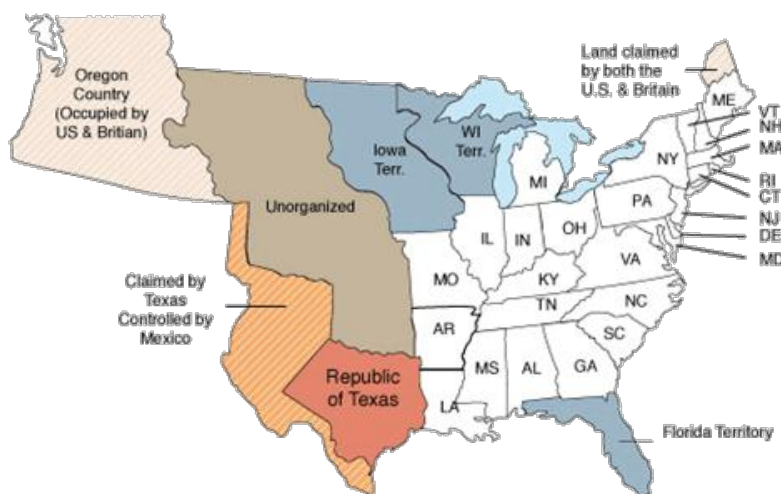 Oregon
Country
(Occupied by
US & Britian)
Land claimed
by both the
U.S. & Britain
ME
VT
NH
MA
RI
CT
NJ
DE
MD
Iowa
Terr.
WI
Terr.
MI
NY
PA
Unorganized
IL
IN
OH
VA
MO
KY
Claimed by
Texas
Controlled by
Mexico
TN
NC
AR
SC
MS
AL
GA
Republic
of Texas
LA
Florida Territory